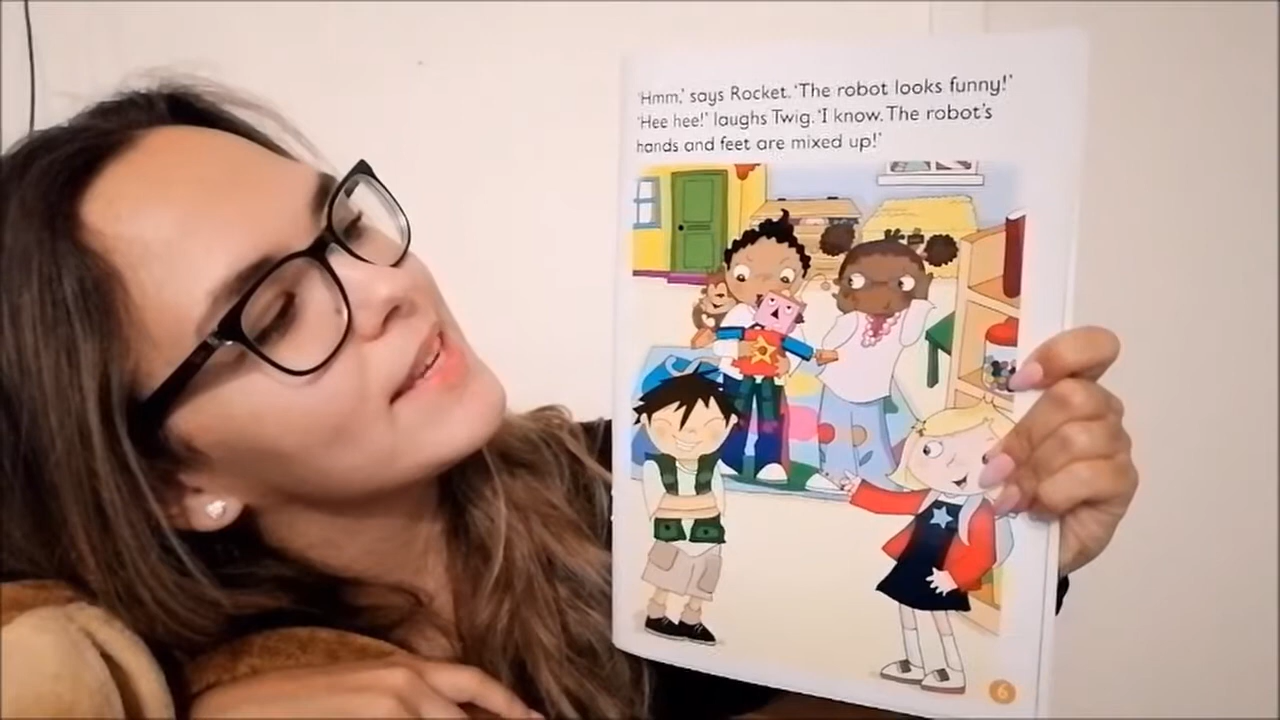 ‘Hmm,’ says Rocket. ‘The robot looks funny!’
‘Hee hee!’ laughs Twig. ‘I know. The robot’s
hands and feet are mixed up!’
6